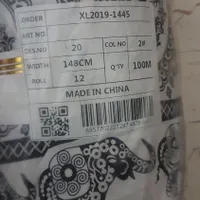 ORDER XL2019-1445
ART NO
DES.NO 20 COL NO 2#
WIDTH 148CM Q'TY 100M
ROLL 12
MADE IN CHINA